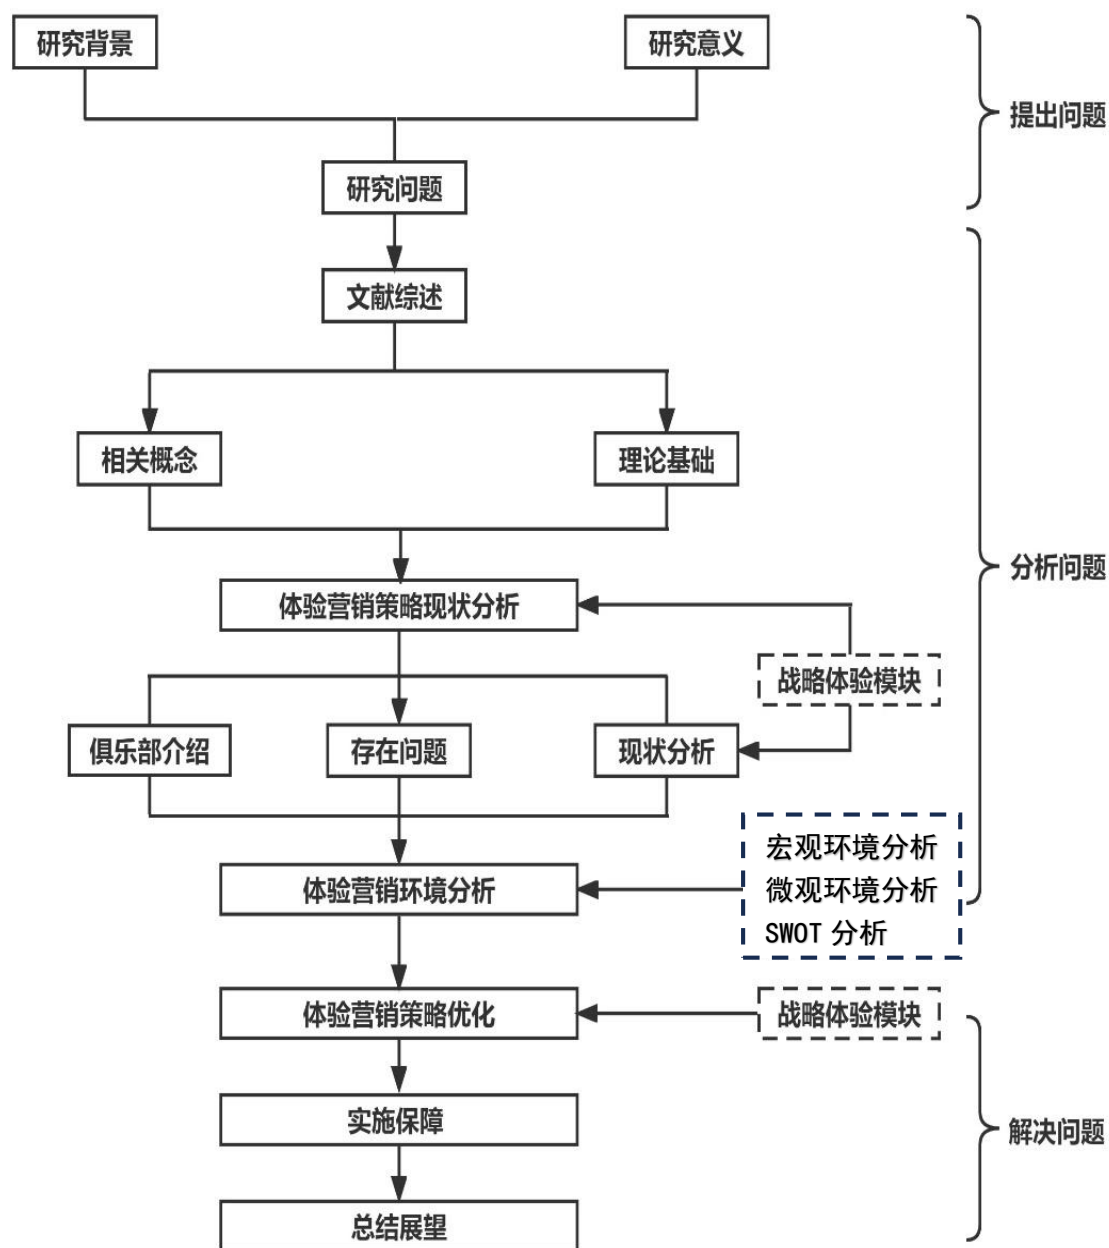 研究背景
研究意义
提出问题
研究问题
文献综述
相关概念
理论基础
分析问题
体验营销策略现状分析
战略体验模块
俱乐部介绍
存在问题
现状分析
宏观环境分析
微观环境分析
SWOT 分析
体验营销环境分析
体验营销策略优化
战略体验模块
实施保障
解决问题
总结展望